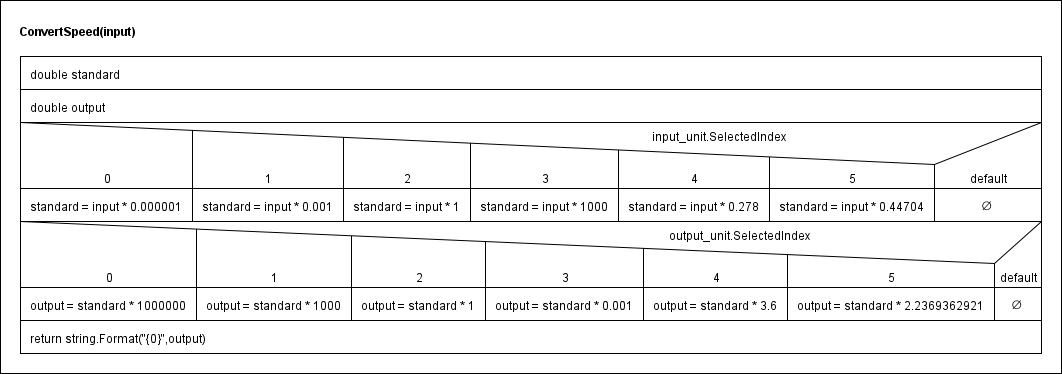 ConvertSpeed(input)
double standard
double output
input_unit.SelectedIndex
0 1 2 3 4 5 default
standard = input * 0.000001 standard = input * 0.001 standard = input * 1 standard = input * 1000 standard = input * 0.278 standard = input * 0.44704 ∅
output_unit.SelectedIndex
0 1 2 3 4 5 default
output = standard * 1000000 output = standard * 1000 output = standard * 1 output = standard * 0.001 output = standard * 3.6 output = standard * 2.2369362921 ∅
return string.Format("{0}",output)